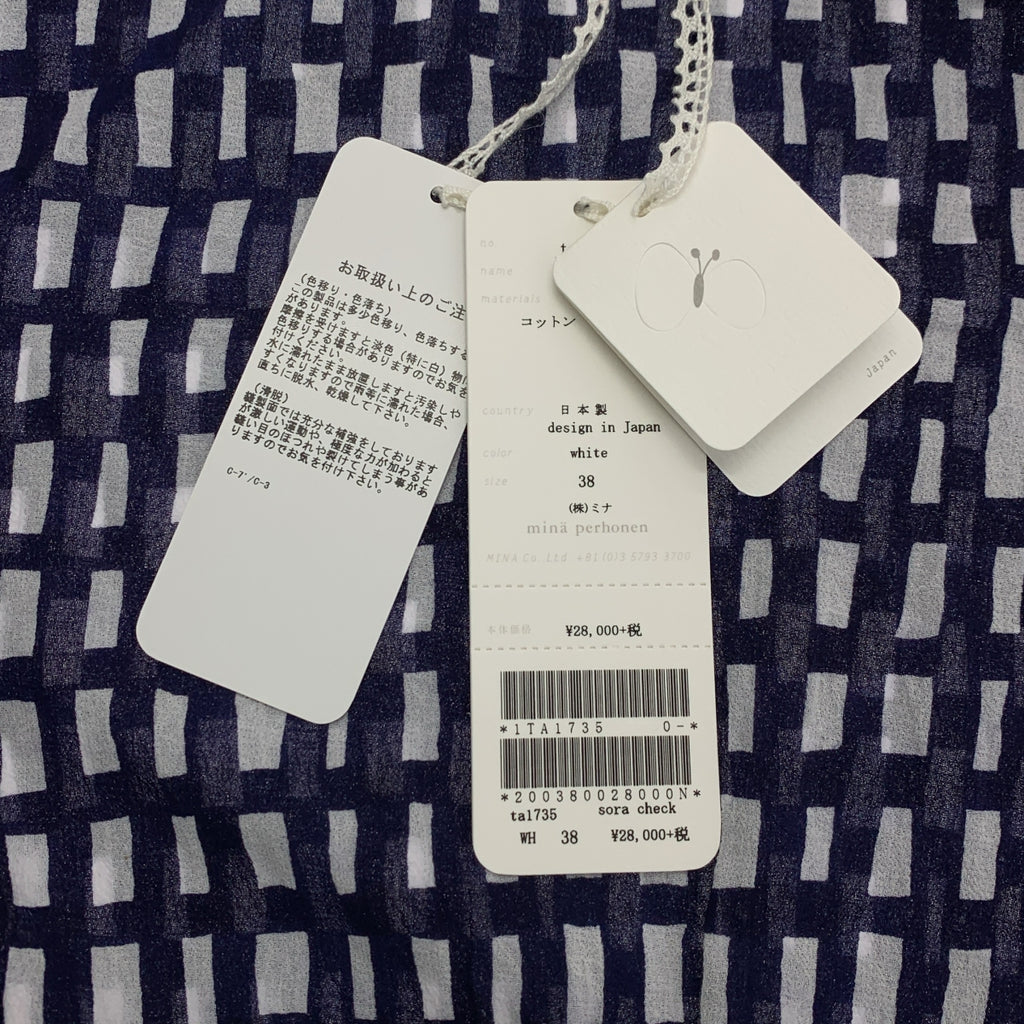 お取扱い上のご注
(色移り・色落ち)
この製品は多少色移り、色落ちする
があります。
摩擦を受けますと淡色(特に白)物に
色移りする場合がありますのでお気を
付けください。
水に濡れたまま放置しますと汚染しや
すくなりますので雨等に濡れた場合、
直ちに脱水、乾燥して下さい。
(滑脱)
縫製面では充分な補強をしております
が激しい運動や、極度な力が加わると
縫い目のほつれや裂けてしまう事があ
りますのでお気を付け下さい。
C-7'/C-3
no.
name
materials
コットン
country 日本製
design in Japan
color white
size 38
(株)ミナ
minä perhonen
MINA Co.Ltd. +81(0)3 5793 3700
本体価格 ¥28,000+税
*1TA1735 0-*
*200380028000N*
ta1735 sora check
WH 38 ¥28,000+税
Japan